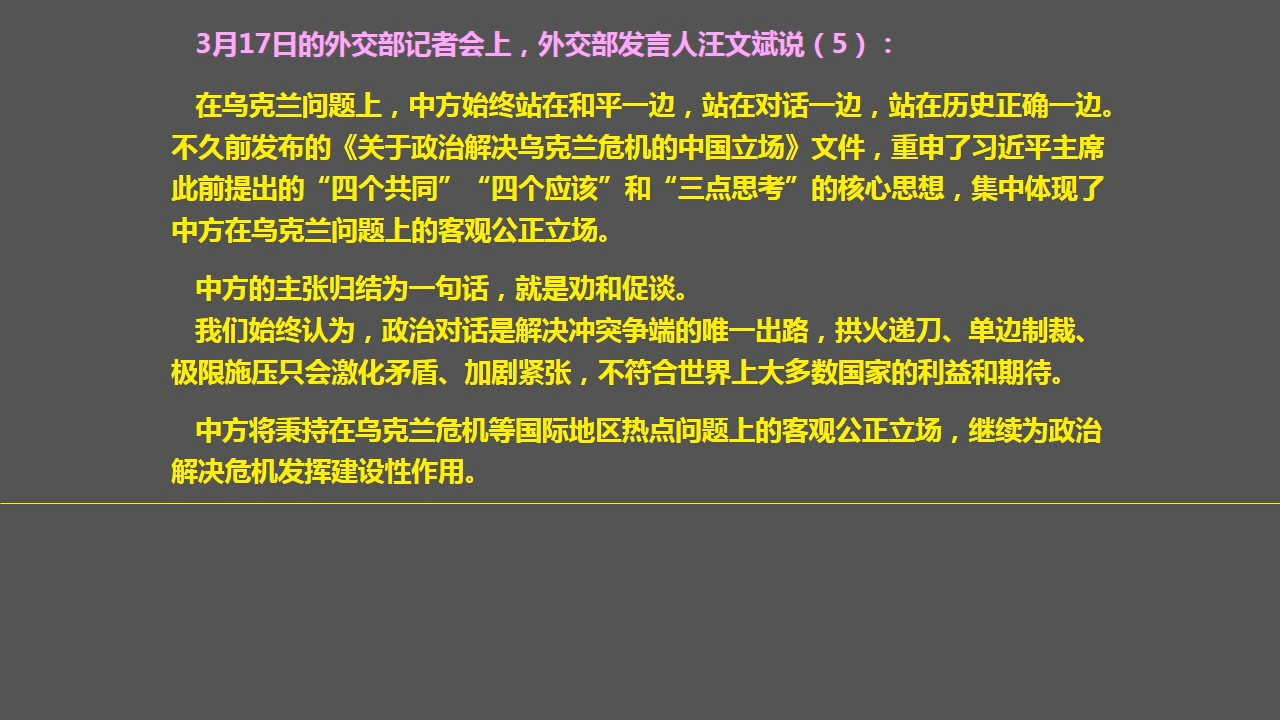 3月17日的外交部记者会上，外交部发言人汪文斌说（5）：
在乌克兰问题上，中方始终站在和平一边，站在对话一边，站在历史正确一边。
不久前发布的《关于政治解决乌克兰危机的中国立场》文件，重申了习近平主席
此前提出的“四个共同”“四个应该”和“三点思考”的核心思想，集中体现了
中方在乌克兰问题上的客观公正立场。
中方的主张归结为一句话，就是劝和促谈。
我们始终认为，政治对话是解决冲突争端的唯一出路，拱火递刀、单边制裁、
极限施压只会激化矛盾、加剧紧张，不符合世界上大多数国家的利益和期待。
中方将秉持在乌克兰危机等国际地区热点问题上的客观公正立场，继续为政治
解决危机发挥建设性作用。